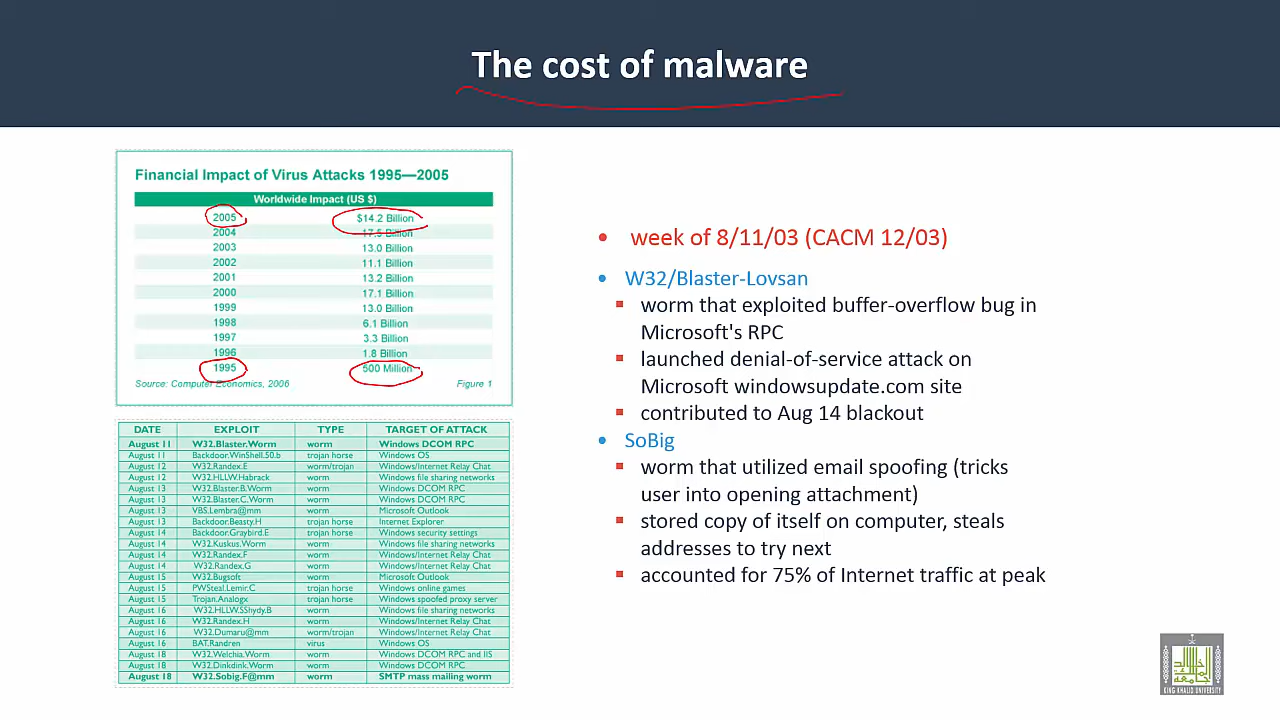 The cost of malware
Financial Impact of Virus Attacks 1995—2005
Worldwide Impact (US $)
2005 $14.2 Billion
2004 17.5 Billion
2003 13.0 Billion
2002 11.1 Billion
2001 13.2 Billion
2000 17.1 Billion
1999 13.0 Billion
1998 6.1 Billion
1997 3.3 Billion
1996 1.8 Billion
1995 500 Million
Source: Computer Economics, 2006 Figure 1
DATE EXPLOIT TYPE TARGET OF ATTACK
August 11 W32.Blaster.Worm worm Windows DCOM RPC
August 11 Backdoor.WinShell.50.b trojan horse Windows OS
August 12 W32.Randex.E worm/trojan Windows/Internet Relay Chat
August 12 W32.HLLW.Habrack worm Windows file sharing networks
August 13 W32.Blaster.B.Worm worm Windows DCOM RPC
August 13 W32.Blaster.C.Worm worm Windows DCOM RPC
August 13 VBS.Lembra@mm worm Microsoft Outlook
August 13 Backdoor.Beasty.H trojan horse Internet Explorer
August 14 Backdoor.Graybird.E trojan horse Windows security settings
August 14 W32.Kuskus.Worm worm Windows file sharing networks
August 14 W32.Randex.F worm Windows/Internet Relay Chat
August 14 W32.Randex.G worm Windows/Internet Relay Chat
August 15 W32.Bugsoft worm Microsoft Outlook
August 15 PWSteal.Lemir.C trojan horse Windows online games
August 15 Trojan.Analogx trojan horse Windows spoofed proxy server
August 16 W32.HLLW.SShydy.B worm Windows file sharing networks
August 16 W32.Randex.H worm Windows/Internet Relay Chat
August 16 W32.Dumaru@mm worm/trojan Windows/Internet Relay Chat
August 16 BAT.Randren virus Windows OS
August 18 W32.Welchia.Worm worm Windows DCOM RPC and IIS
August 18 W32.Dinkdink.Worm worm Windows DCOM RPC
August 18 W32.Sobig.F@mm worm SMTP mass mailing worm
• week of 8/11/03 (CACM 12/03)
• W32/Blaster-Lovsan
▪ worm that exploited buffer-overflow bug in
Microsoft's RPC
▪ launched denial-of-service attack on
Microsoft windowsupdate.com site
▪ contributed to Aug 14 blackout
• SoBig
▪ worm that utilized email spoofing (tricks
user into opening attachment)
▪ stored copy of itself on computer, steals
addresses to try next
▪ accounted for 75% of Internet traffic at peak
KING KHALID UNIVERSITY